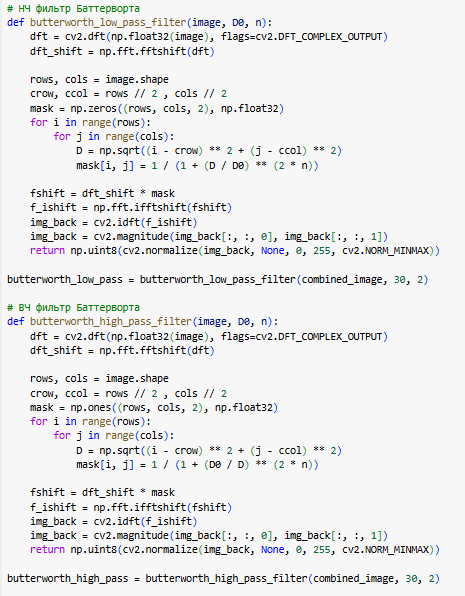 # НЧ фильтр Баттерворта
def butterworth_low_pass_filter(image, D0, n):
    dft = cv2.dft(np.float32(image), flags=cv2.DFT_COMPLEX_OUTPUT)
    dft_shift = np.fft.fftshift(dft)

    rows, cols = image.shape
    crow, ccol = rows // 2 , cols // 2
    mask = np.zeros((rows, cols, 2), np.float32)
    for i in range(rows):
        for j in range(cols):
            D = np.sqrt((i - crow) ** 2 + (j - ccol) ** 2)
            mask[i, j] = 1 / (1 + (D / D0) ** (2 * n))

    fshift = dft_shift * mask
    f_ishift = np.fft.ifftshift(fshift)
    img_back = cv2.idft(f_ishift)
    img_back = cv2.magnitude(img_back[:, :, 0], img_back[:, :, 1])
    return np.uint8(cv2.normalize(img_back, None, 0, 255, cv2.NORM_MINMAX))

butterworth_low_pass = butterworth_low_pass_filter(combined_image, 30, 2)

# ВЧ фильтр Баттерворта
def butterworth_high_pass_filter(image, D0, n):
    dft = cv2.dft(np.float32(image), flags=cv2.DFT_COMPLEX_OUTPUT)
    dft_shift = np.fft.fftshift(dft)

    rows, cols = image.shape
    crow, ccol = rows // 2 , cols // 2
    mask = np.ones((rows, cols, 2), np.float32)
    for i in range(rows):
        for j in range(cols):
            D = np.sqrt((i - crow) ** 2 + (j - ccol) ** 2)
            mask[i, j] = 1 / (1 + (D0 / D) ** (2 * n))

    fshift = dft_shift * mask
    f_ishift = np.fft.ifftshift(fshift)
    img_back = cv2.idft(f_ishift)
    img_back = cv2.magnitude(img_back[:, :, 0], img_back[:, :, 1])
    return np.uint8(cv2.normalize(img_back, None, 0, 255, cv2.NORM_MINMAX))

butterworth_high_pass = butterworth_high_pass_filter(combined_image, 30, 2)